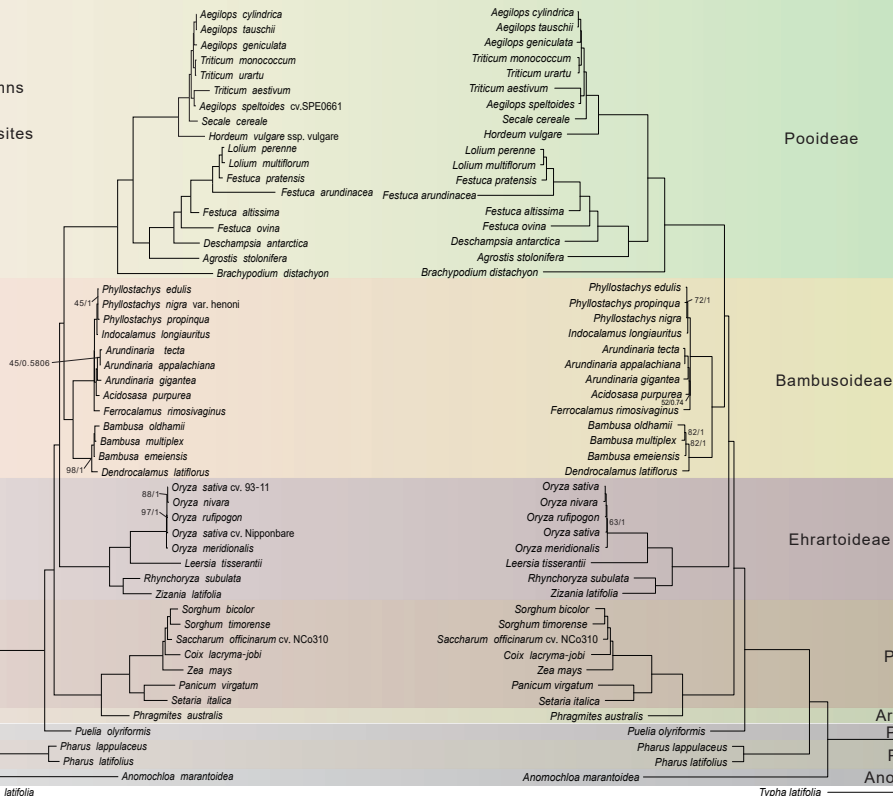 Aegilops cylindrica Aegilops cylindrica
Aegilops tauschii Aegilops tauschii
Aegilops geniculata Aegilops geniculata
Triticum monococcum Triticum monococcum
Triticum urartu Triticum urartu
Triticum aestivum Triticum aestivum
Aegilops speltoides cv.SPE0661 Aegilops speltoides
Secale cereale Secale cereale
sites
Hordeum vulgare ssp. vulgare Hordeum vulgare Pooideae
Lolium perenne Lolium perenne
Lolium multiflorum Lolium multiflorum
Festuca pratensis Festuca pratensis
Festuca arundinacea Festuca arundinacea
Festuca altissima Festuca altissima
Festuca ovina Festuca ovina
Deschampsia antarctica Deschampsia antarctica
Agrostis stolonifera Agrostis stolonifera
Brachypodium distachyon Brachypodium distachyon
Phyllostachys edulis Phyllostachys edulis
45/1 Phyllostachys nigra var. henoni Phyllostachys propinqua 72/1
Phyllostachys propinqua Phyllostachys nigra
Indocalamus longiauritus Indocalamus longiauritus
Arundinaria tecta Arundinaria tecta
45/0.5806 Arundinaria appalachiana Arundinaria appalachiana
Arundinaria gigantea Arundinaria gigantea Bambusoideae
Acidosasa purpurea Acidosasa purpurea
52/0.74
Ferrocalamus rimosivaginus Ferrocalamus rimosivaginus
Bambusa oldhamii Bambusa oldhamii 82/1
Bambusa multiplex Bambusa multiplex 82/1
Bambusa emeiensis Bambusa emeiensis
98/1 Dendrocalamus latiflorus Dendrocalamus latiflorus
Oryza sativa cv. 93-11 Oryza sativa
88/1 Oryza nivara Oryza nivara
97/1 Oryza rufipogon Oryza rufipogon 63/1
Oryza sativa cv. Nipponbare Oryza sativa
Ehrartoideae
Oryza meridionalis Oryza meridionalis
Leersia tisserantii Leersia tisserantii
Rhynchoryza subulata Rhynchoryza subulata
Zizania latifolia Zizania latifolia
Sorghum bicolor Sorghum bicolor
Sorghum timorense Sorghum timorense
Saccharum officinarum cv. NCo310 Saccharum officinarum cv. NCo310
Coix lacryma-jobi Coix lacryma-jobi P
Zea mays Zea mays
Panicum virgatum Panicum virgatum
Setaria italica Setaria italica
Phragmites australis Phragmites australis Ar
Puelia olyriformis Puelia olyriformis P
Pharus lappulaceus Pharus lappulaceus
Pharus latifolius Pharus latifolius
Anomochloa marantoidea Anomochloa marantoidea Ano
latifolia Typha latifolia